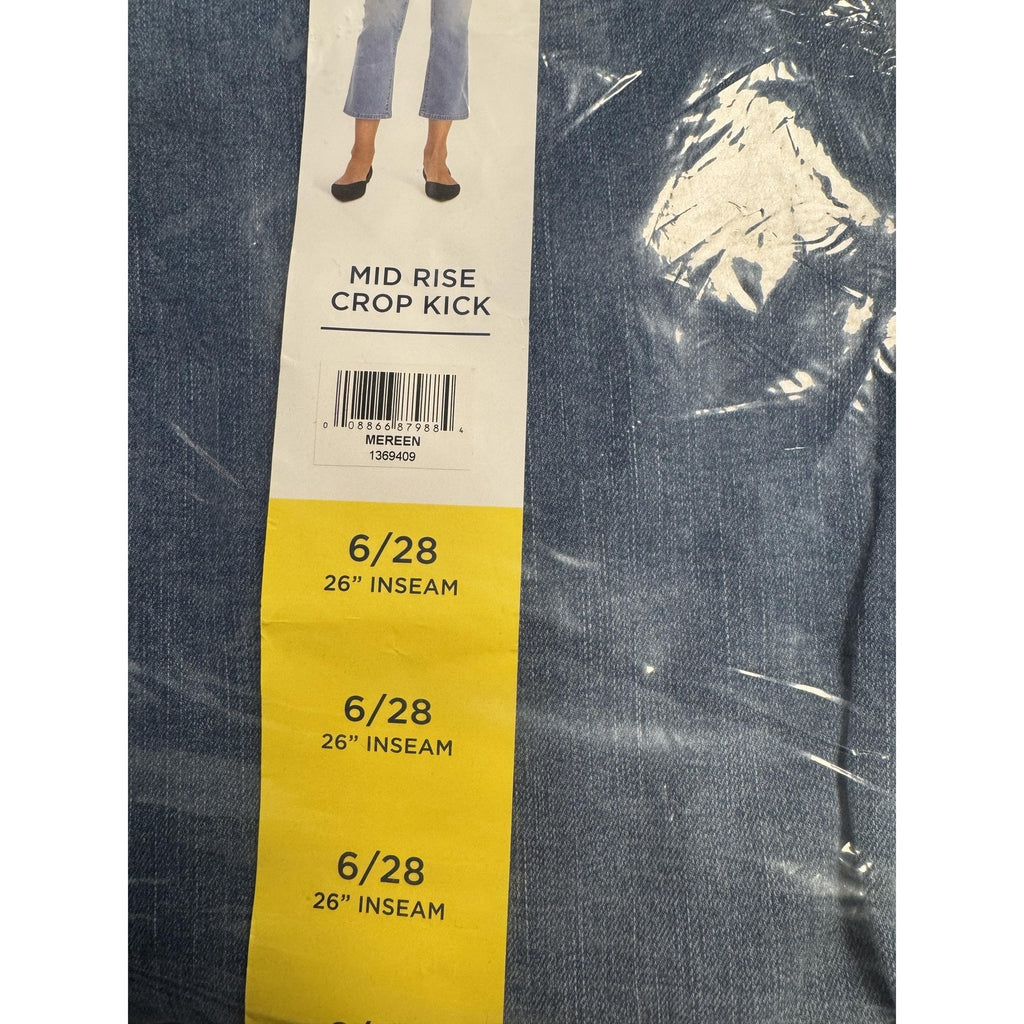 MID RISE
CROP KICK
0 08866 87988 4
MEREEN
1369409
6/28
26” INSEAM
6/28
26” INSEAM
6/28
26” INSEAM